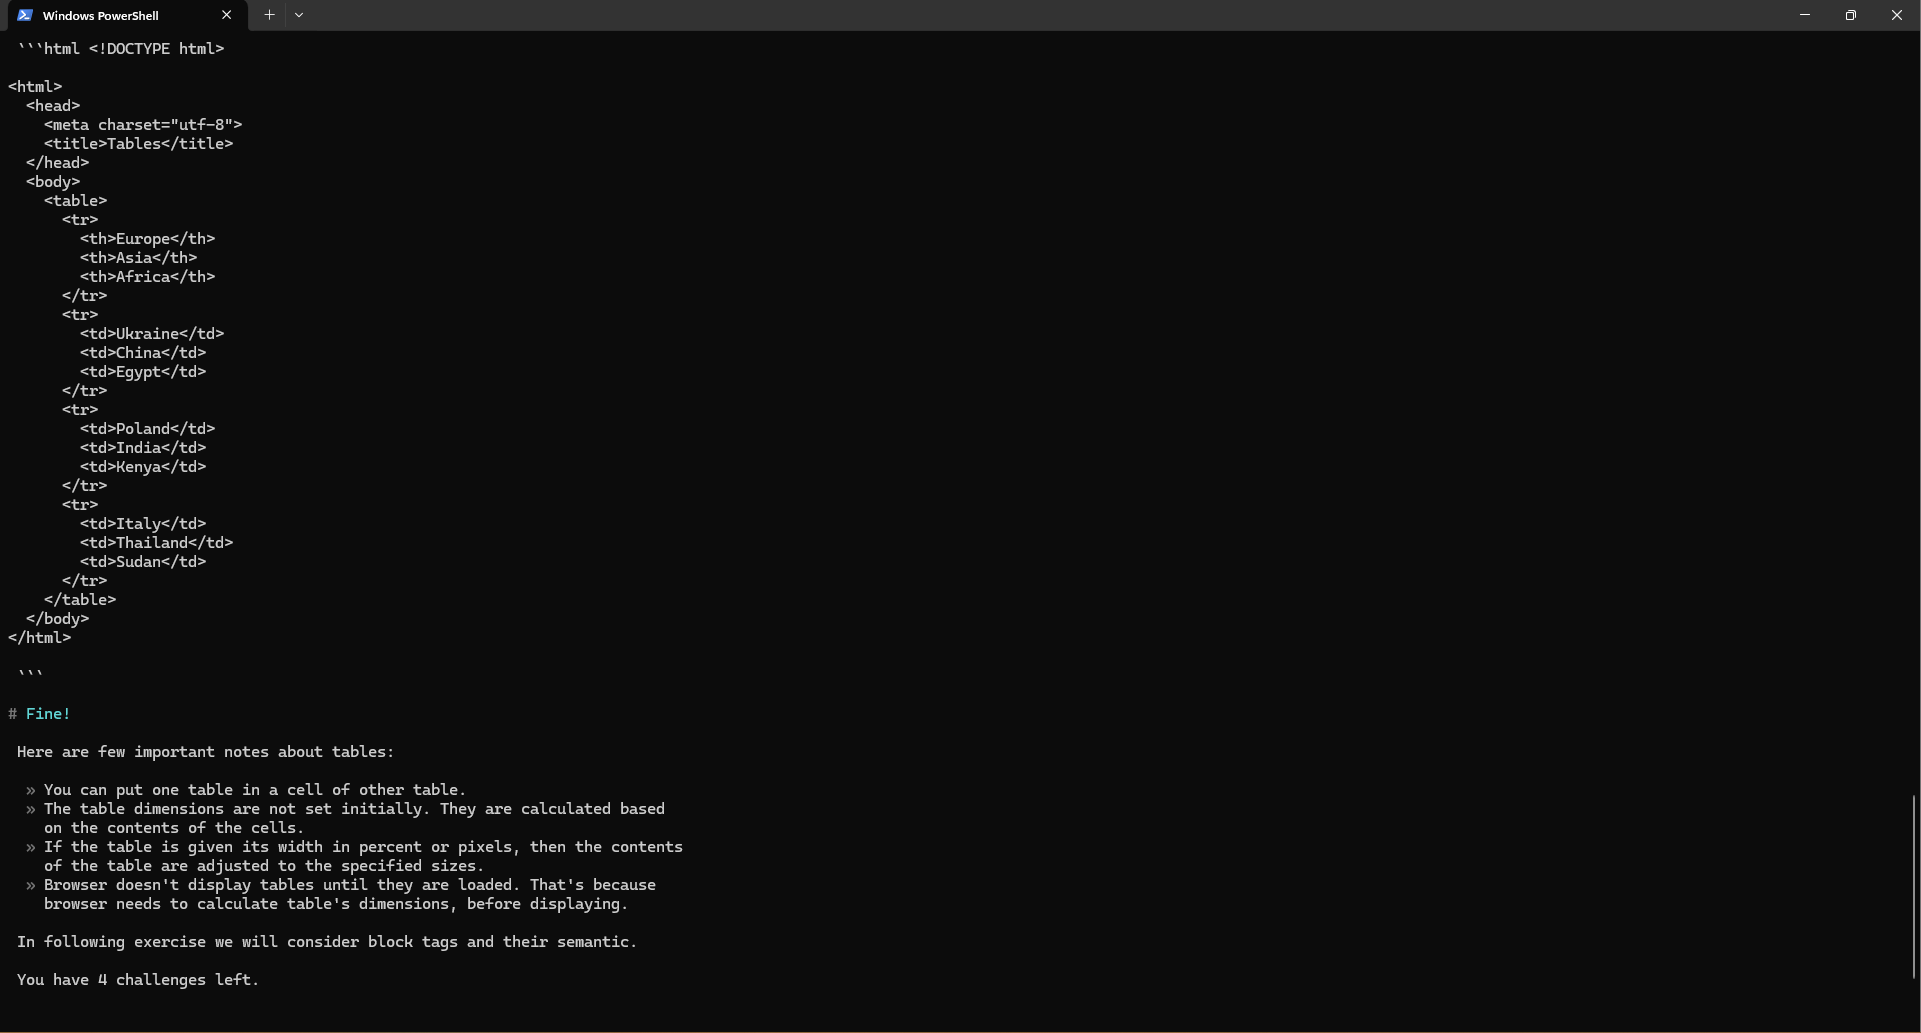 Windows PowerShell
```html <!DOCTYPE html>
<html>
  <head>
    <meta charset="utf-8">
    <title>Tables</title>
  </head>
  <body>
    <table>
      <tr>
        <th>Europe</th>
        <th>Asia</th>
        <th>Africa</th>
      </tr>
      <tr>
        <td>Ukraine</td>
        <td>China</td>
        <td>Egypt</td>
      </tr>
      <tr>
        <td>Poland</td>
        <td>India</td>
        <td>Kenya</td>
      </tr>
      <tr>
        <td>Italy</td>
        <td>Thailand</td>
        <td>Sudan</td>
      </tr>
    </table>
  </body>
</html>
```
# Fine!
Here are few important notes about tables:
» You can put one table in a cell of other table.
» The table dimensions are not set initially. They are calculated based
on the contents of the cells.
» If the table is given its width in percent or pixels, then the contents
of the table are adjusted to the specified sizes.
» Browser doesn't display tables until they are loaded. That's because
browser needs to calculate table's dimensions, before displaying.
In following exercise we will consider block tags and their semantic.
You have 4 challenges left.